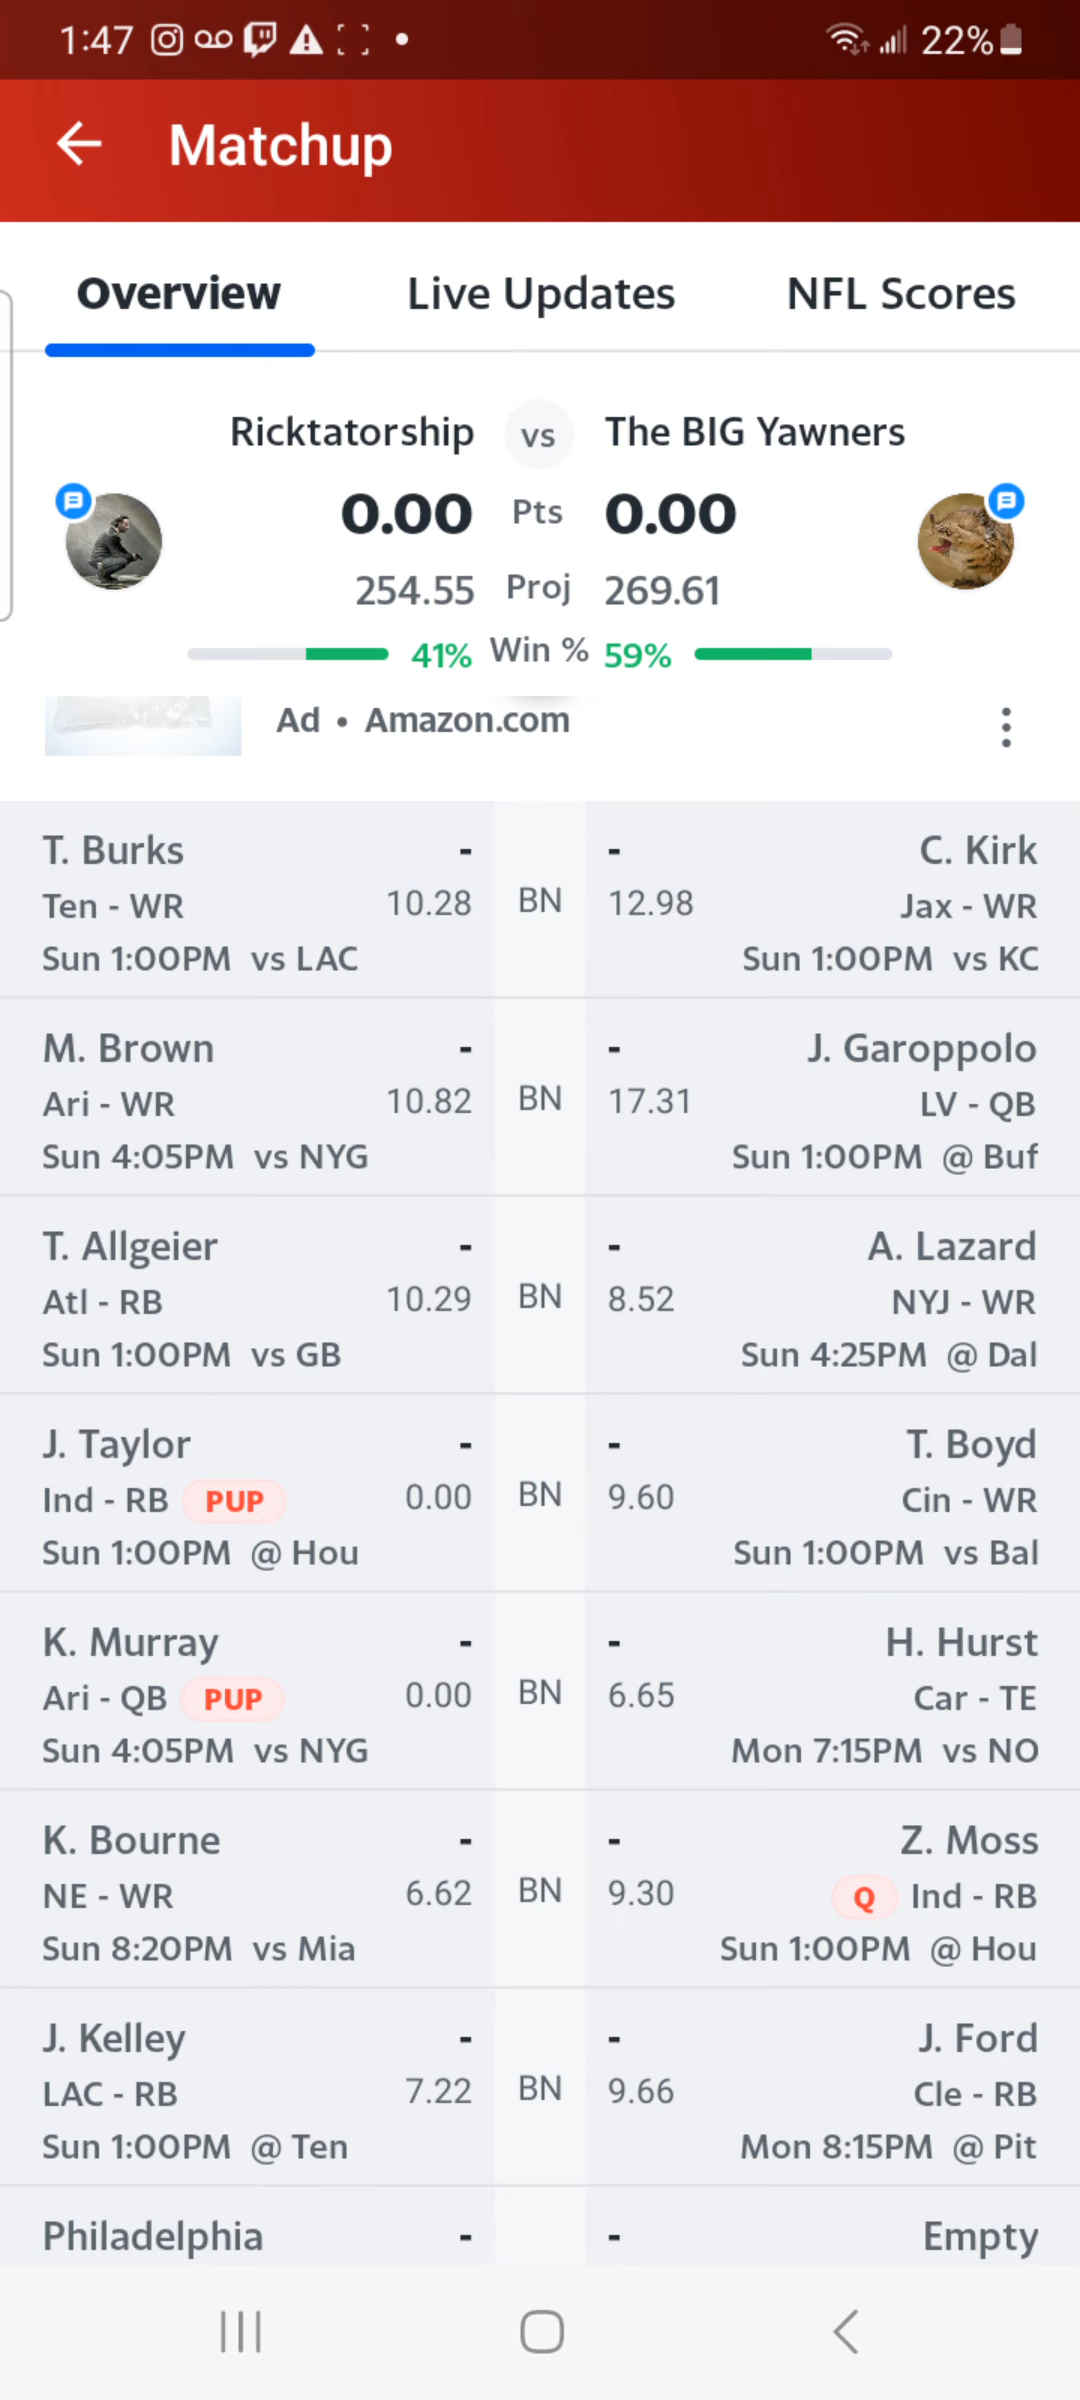 1:47 22%
Matchup
Overview Live Updates NFL Scores
Ricktatorship vs The BIG Yawners
0.00 Pts 0.00
254.55 Proj 269.61
41% Win % 59%
Ad • Amazon.com
T. Burks - - C. Kirk
Ten - WR 10.28 BN 12.98 Jax - WR
Sun 1:00PM vs LAC Sun 1:00PM vs KC
M. Brown - - J. Garoppolo
Ari - WR 10.82 BN 17.31 LV - QB
Sun 4:05PM vs NYG Sun 1:00PM @ Buf
T. Allgeier - - A. Lazard
Atl - RB 10.29 BN 8.52 NYJ - WR
Sun 1:00PM vs GB Sun 4:25PM @ Dal
J. Taylor - - T. Boyd
Ind - RB PUP 0.00 BN 9.60 Cin - WR
Sun 1:00PM @ Hou Sun 1:00PM vs Bal
K. Murray - - H. Hurst
Ari - QB PUP 0.00 BN 6.65 Car - TE
Sun 4:05PM vs NYG Mon 7:15PM vs NO
K. Bourne - - Z. Moss
NE - WR 6.62 BN 9.30 Q Ind - RB
Sun 8:20PM vs Mia Sun 1:00PM @ Hou
J. Kelley - - J. Ford
LAC - RB 7.22 BN 9.66 Cle - RB
Sun 1:00PM @ Ten Mon 8:15PM @ Pit
Philadelphia - - Empty